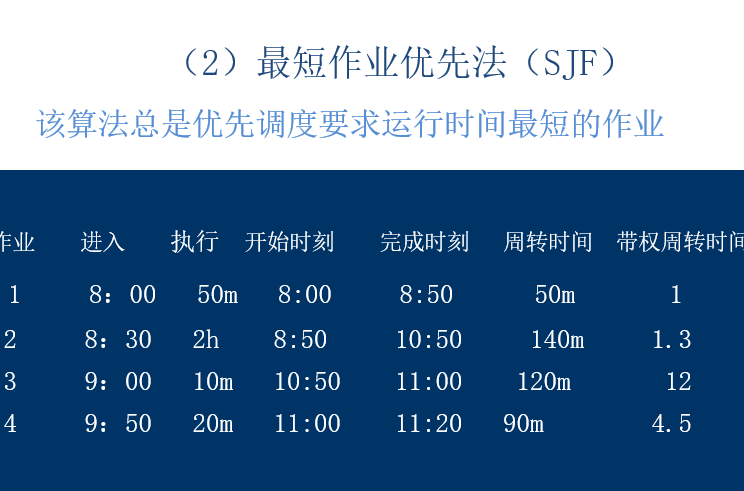 （2）最短作业优先法（SJF）
该算法总是优先调度要求运行时间最短的作业
作业 进入 执行 开始时刻 完成时刻 周转时间 带权周转时间
1 8：00 50m 8:00 8:50 50m 1
2 8：30 2h 8:50 10:50 140m 1.3
3 9：00 10m 10:50 11:00 120m 12
4 9：50 20m 11:00 11:20 90m 4.5